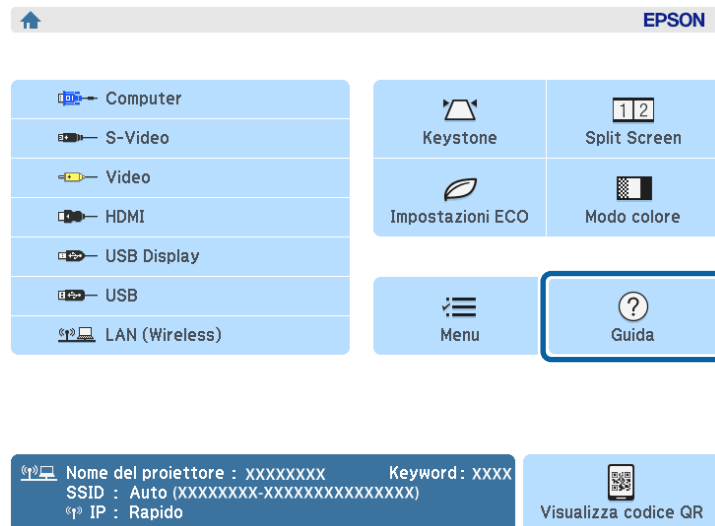 EPSON
Computer
S-Video
Video
HDMI
USB Display
USB
LAN (Wireless)
Keystone
1 2
Split Screen
Impostazioni ECO
Modo colore
Menu
?
Guida
Nome del proiettore : XXXXXXXX Keyword : XXXX
SSID : Auto (XXXXXXXX-XXXXXXXXXXXXXXX)
IP : Rapido
Visualizza codice QR